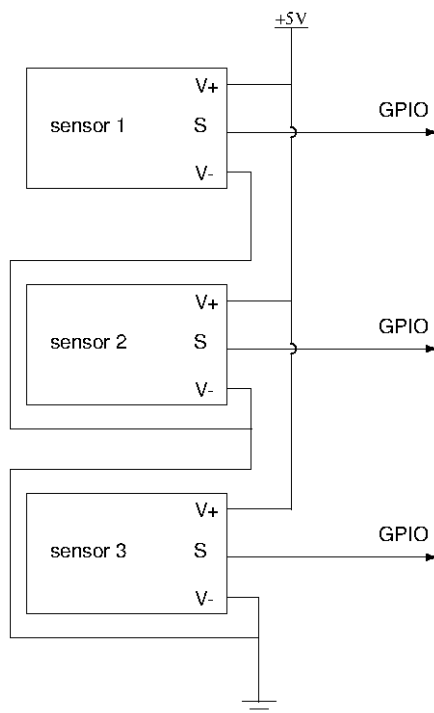 +5V
V+
GPIO
sensor 1
S
V-
V+
GPIO
sensor 2
S
V-
V+
GPIO
sensor 3
S
V-